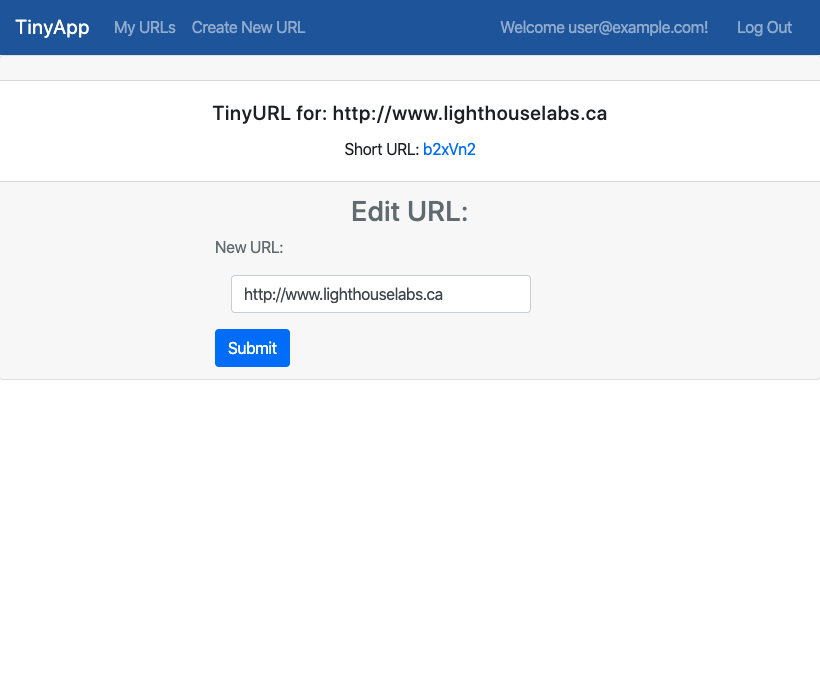 TinyApp My URLs Create New URL Welcome user@example.com! Log Out
TinyURL for: http://www.lighthouselabs.ca
Short URL: b2xVn2
Edit URL:
New URL:
http://www.lighthouselabs.ca
Submit